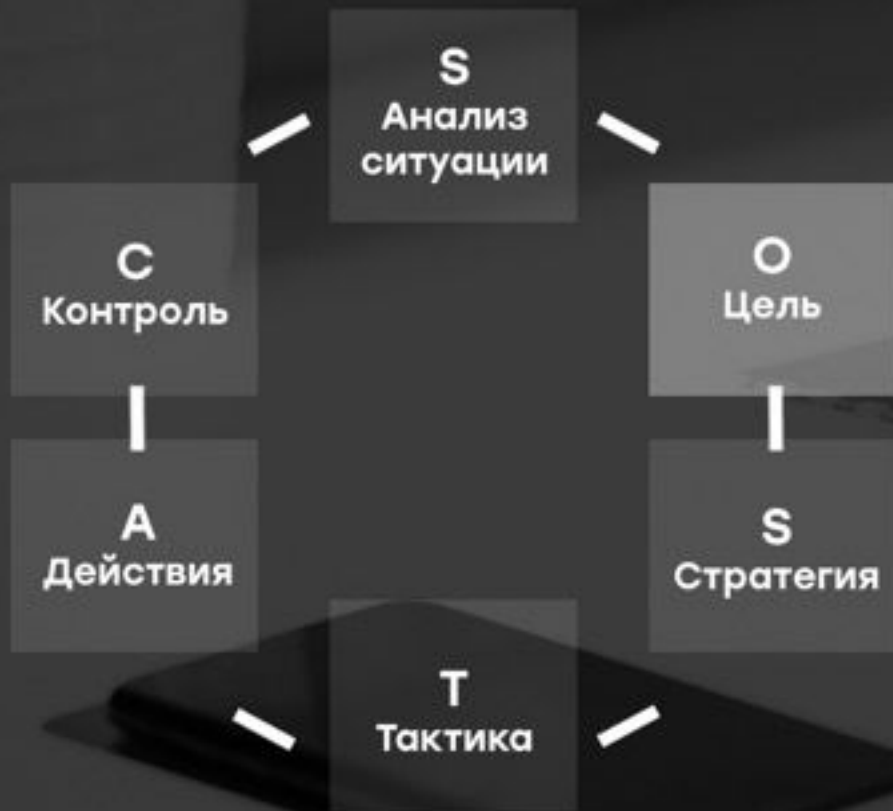 S
Анализ
ситуации
O
Цель
S
Стратегия
T
Тактика
A
Действия
C
Контроль